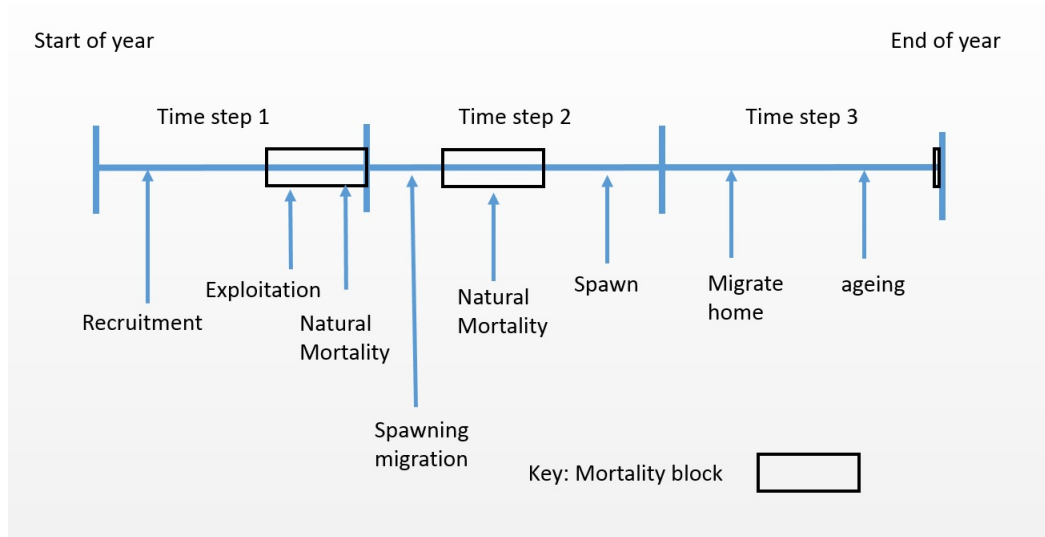 Start of year
End of year
Time step 1
Time step 2
Time step 3
Recruitment
Exploitation
Natural
Mortality
Spawning
migration
Natural
Mortality
Spawn
Migrate
home
ageing
Key: Mortality block